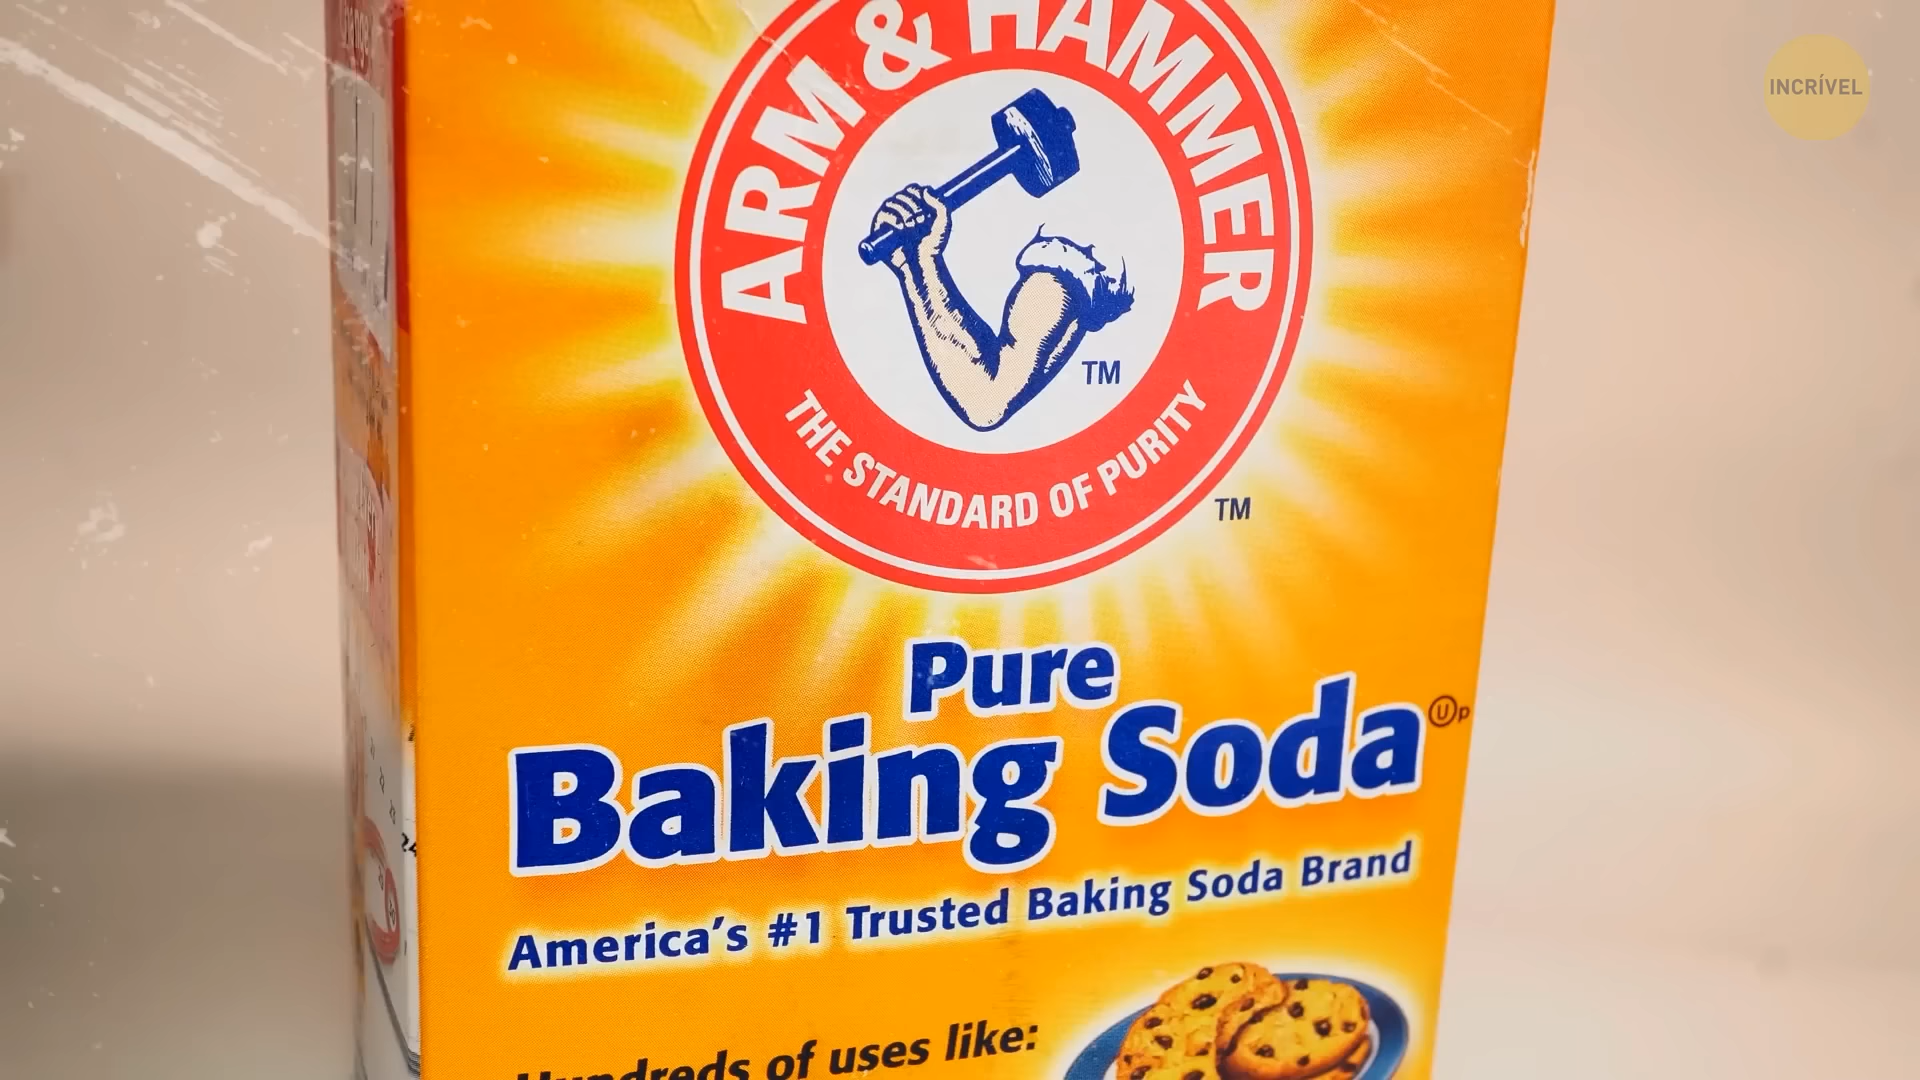 INCRÍVEL
ARM & HAMMER
TM
THE STANDARD OF PURITY
TM
Pure
Baking Soda
U P
America's #1 Trusted Baking Soda Brand
Hundreds of uses like: